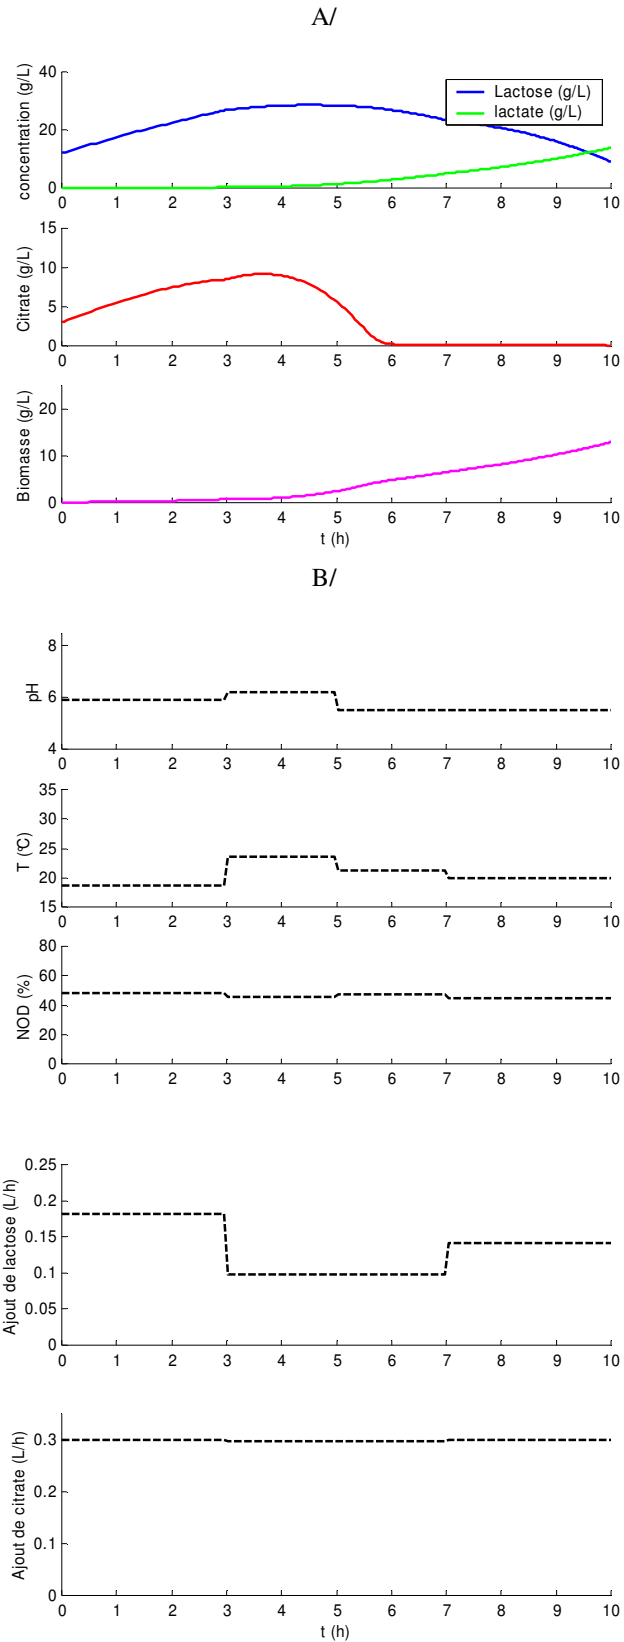 A/
concentration (g/L)
40
20
0
Lactose (g/L)
lactate (g/L)
0 1 2 3 4 5 6 7 8 9 10
Citrate (g/L)
15
10
5
0
0 1 2 3 4 5 6 7 8 9 10
Biomasse (g/L)
20
10
0
0 1 2 3 4 5 6 7 8 9 10
t (h)
B/
pH
8
6
4
0 1 2 3 4 5 6 7 8 9 10
T (°C)
35
30
25
20
15
0 1 2 3 4 5 6 7 8 9 10
NOD (%)
80
60
40
20
0
0 1 2 3 4 5 6 7 8 9 10
Ajout de lactose (L/h)
0.25
0.2
0.15
0.1
0.05
0
0 1 2 3 4 5 6 7 8 9 10
Ajout de citrate (L/h)
0.3
0.2
0.1
0
0 1 2 3 4 5 6 7 8 9 10
t (h)